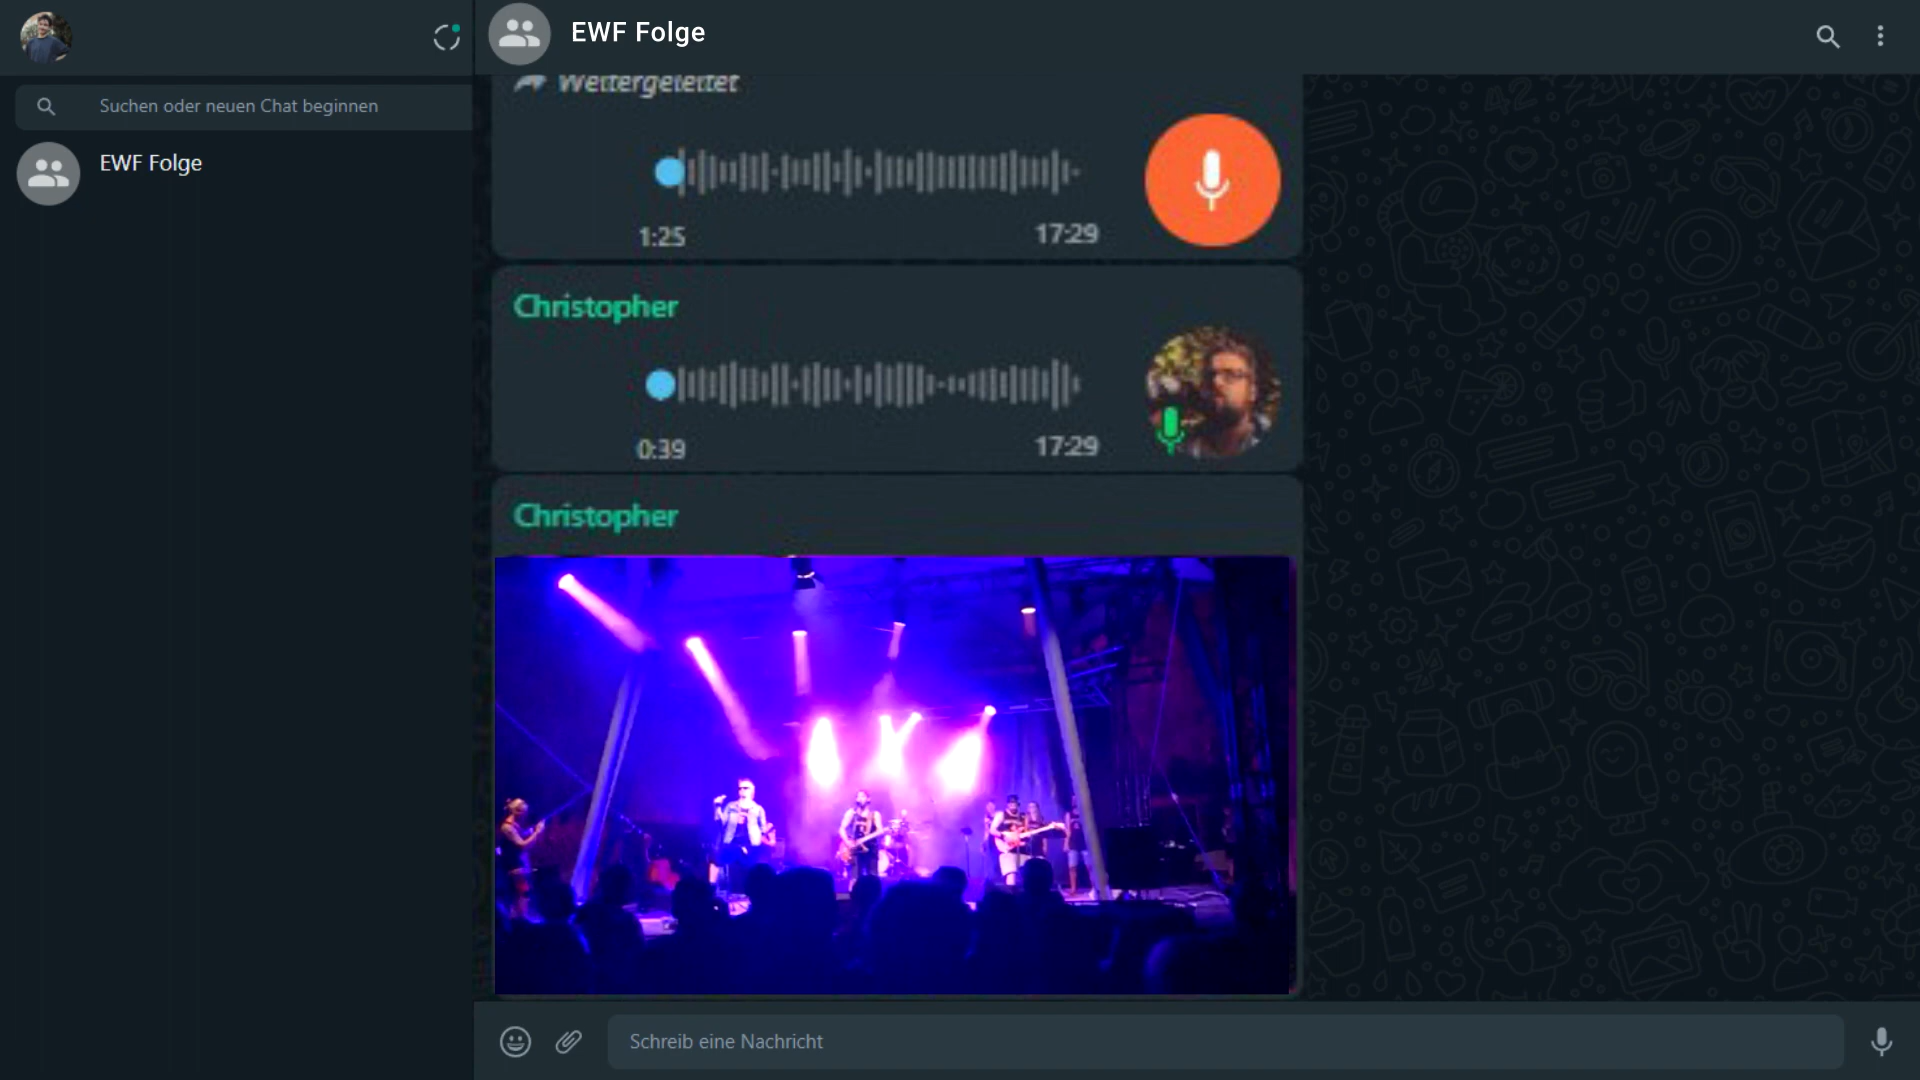 EWF Folge
Suchen oder neuen Chat beginnen
EWF Folge
Weitergeleitet
1:25
17:29
Christopher
0:39
17:29
Christopher
Schreib eine Nachricht